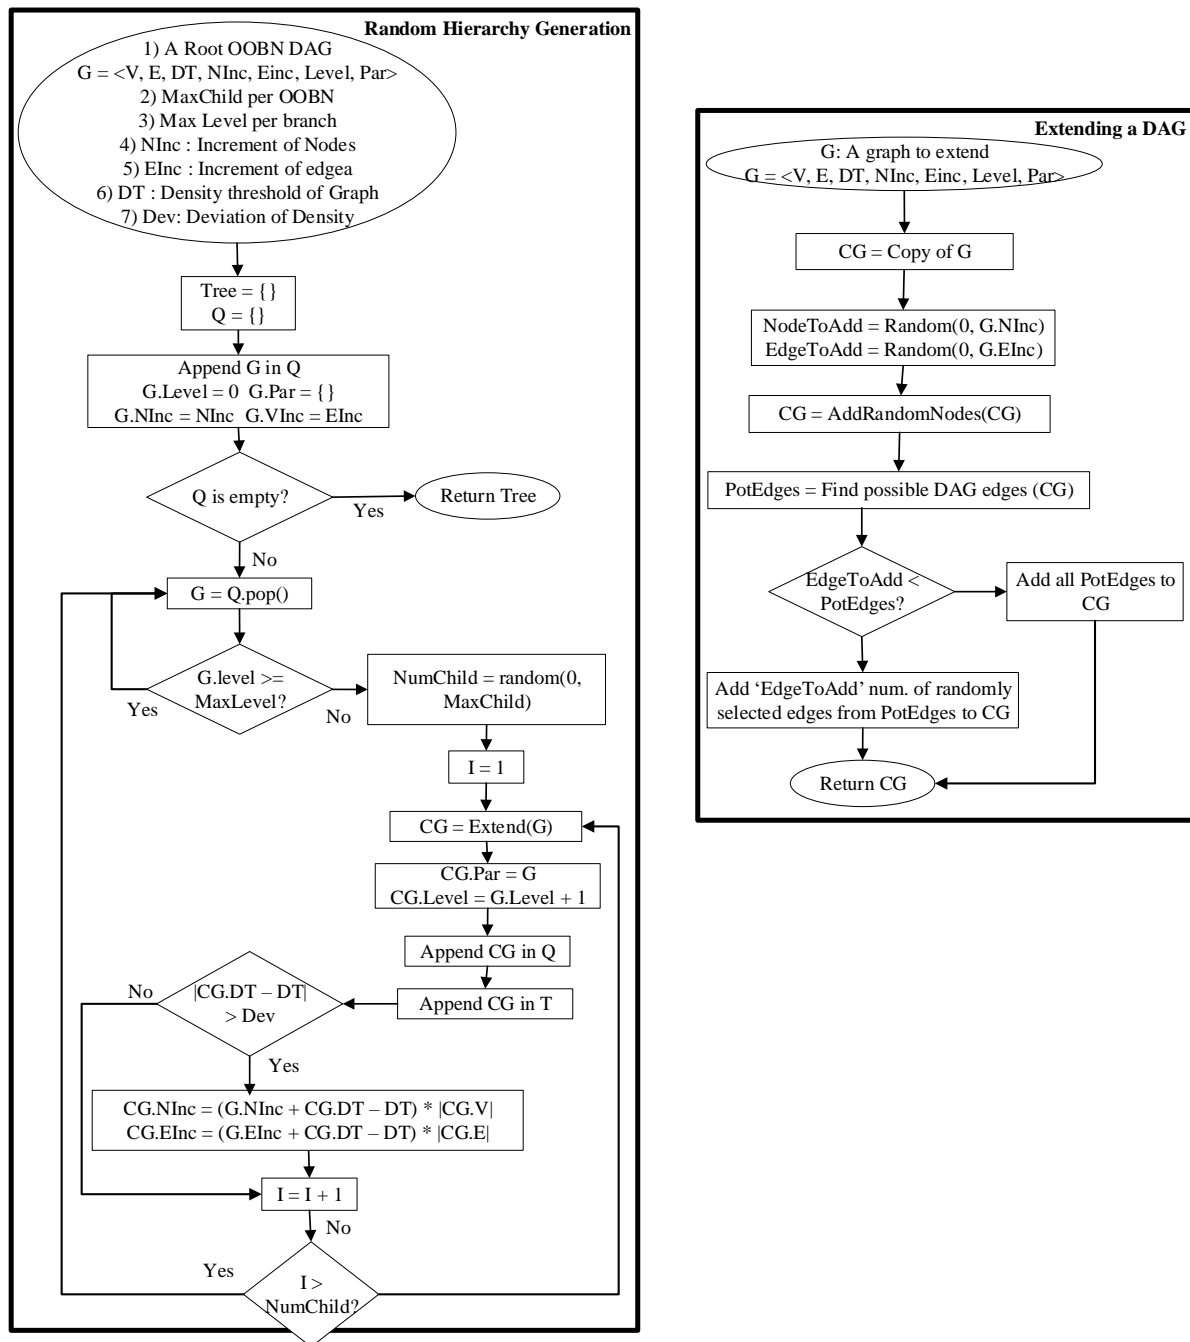 Random Hierarchy Generation
1) A Root OOBN DAG
G = <V, E, DT, NInc, Einc, Level, Par>
2) MaxChild per OOBN
3) Max Level per branch
4) NInc : Increment of Nodes
5) EInc : Increment of edgea
6) DT : Density threshold of Graph
7) Dev: Deviation of Density
Tree = {}
Q = {}
Append G in Q
G.Level = 0 G.Par = {}
G.NInc = NInc G.VInc = EInc
Q is empty?
Yes
Return Tree
No
G = Q.pop()
G.level >=
MaxLevel?
Yes
No
NumChild = random(0,
MaxChild)
I = 1
CG = Extend(G)
CG.Par = G
CG.Level = G.Level + 1
Append CG in Q
Append CG in T
|CG.DT – DT|
> Dev
No
Yes
CG.NInc = (G.NInc + CG.DT – DT) * |CG.V|
CG.EInc = (G.EInc + CG.DT – DT) * |CG.E|
I = I + 1
No
Yes
I >
NumChild?
Extending a DAG
G: A graph to extend
G = <V, E, DT, NInc, Einc, Level, Par>
CG = Copy of G
NodeToAdd = Random(0, G.NInc)
EdgeToAdd = Random(0, G.EInc)
CG = AddRandomNodes(CG)
PotEdges = Find possible DAG edges (CG)
EdgeToAdd <
PotEdges?
Add all PotEdges to
CG
Add ‘EdgeToAdd’ num. of randomly
selected edges from PotEdges to CG
Return CG